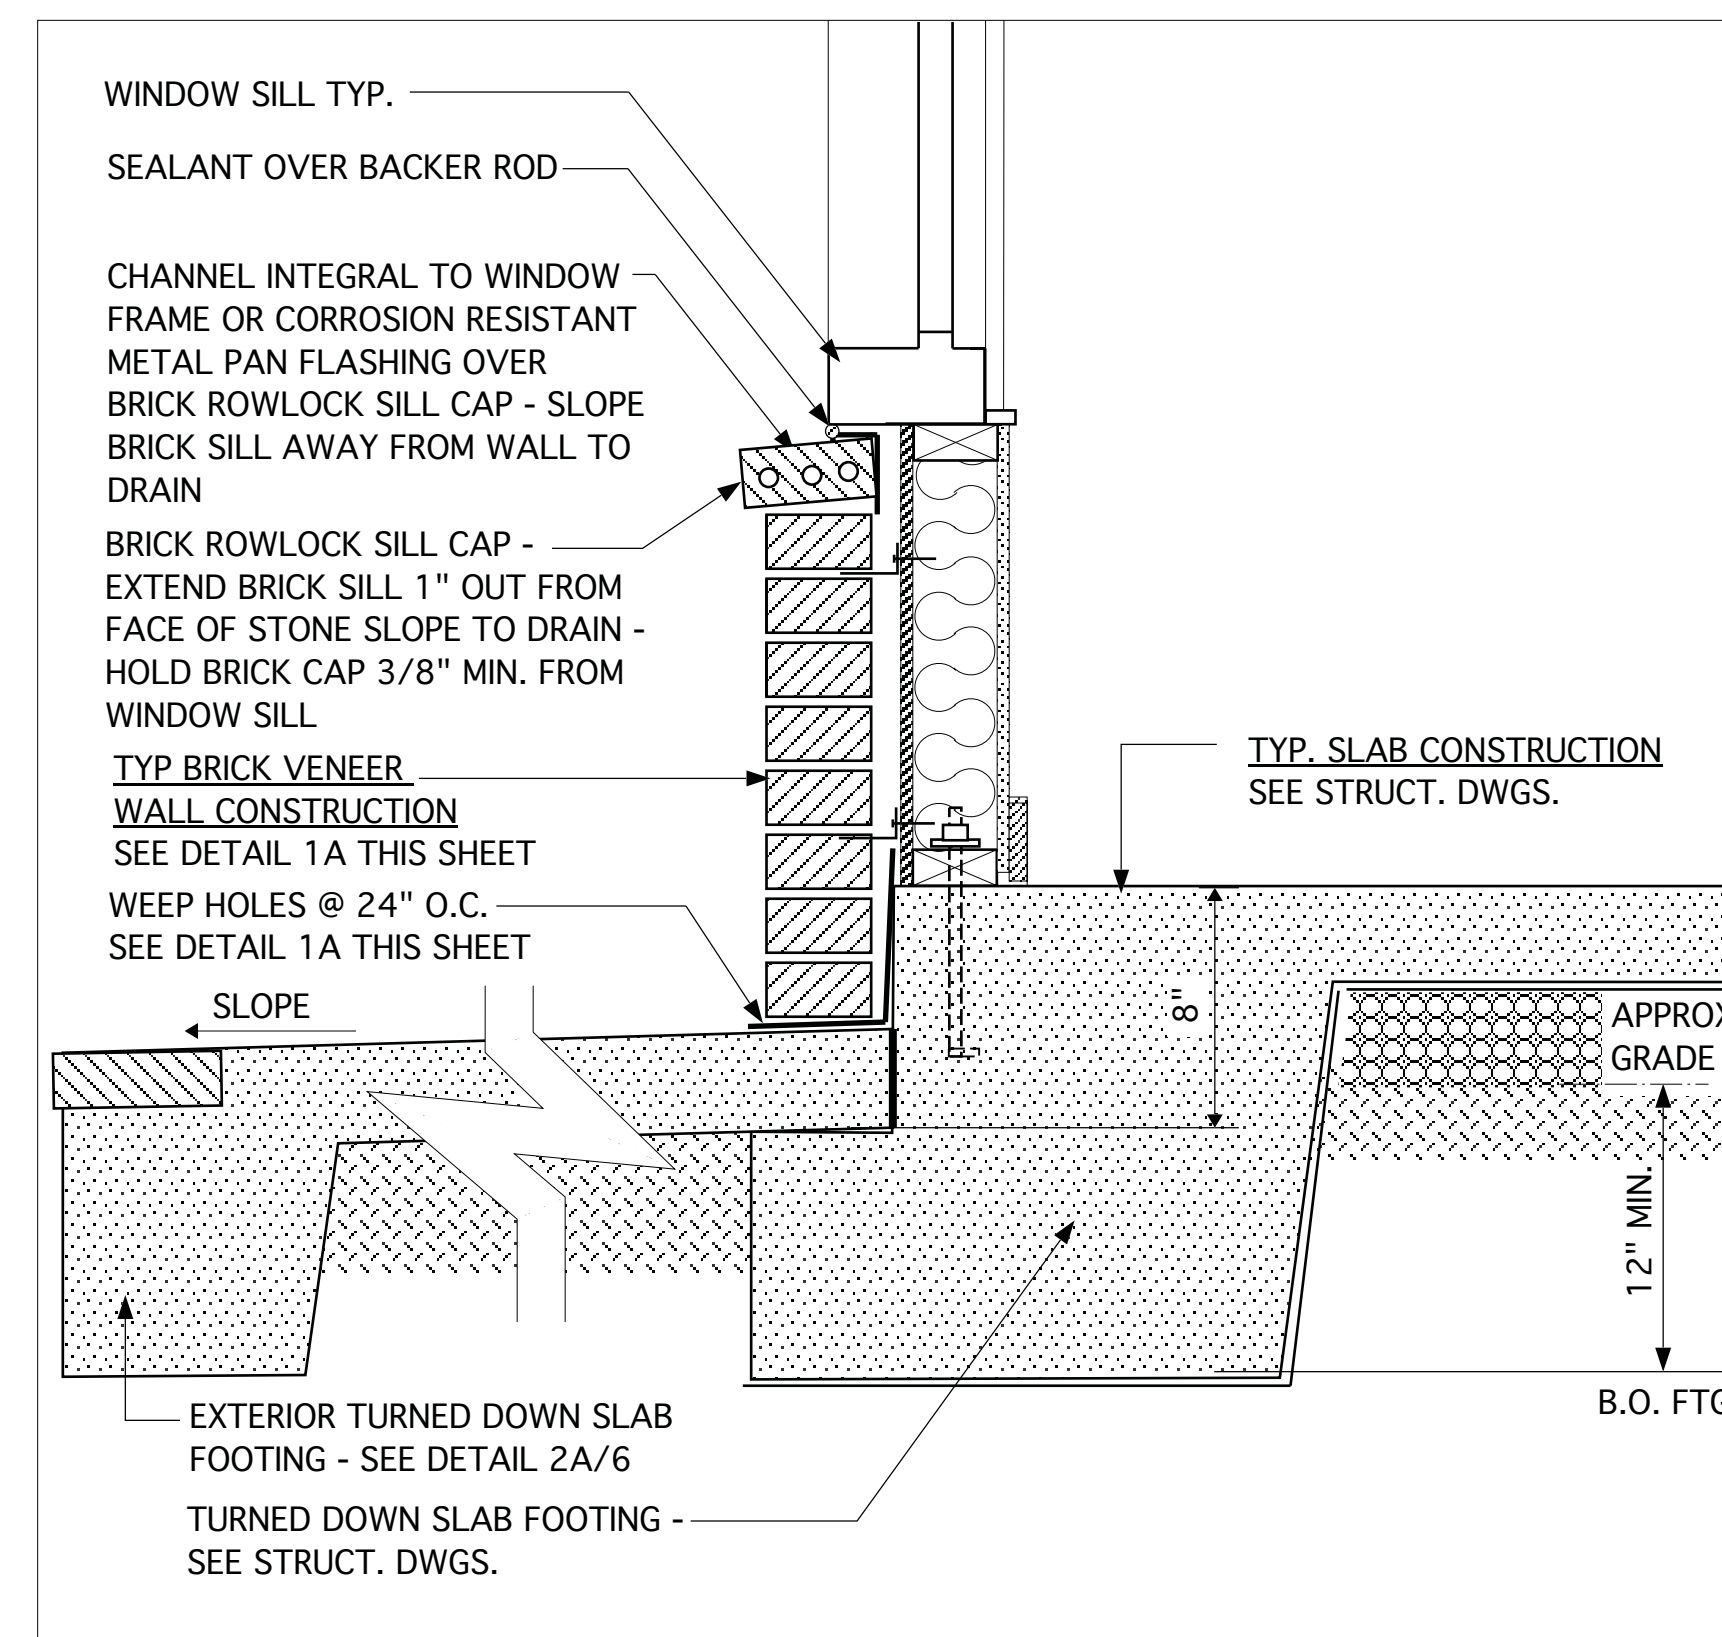 WINDOW SILL TYP.
SEALANT OVER BACKER ROD
CHANNEL INTEGRAL TO WINDOW
FRAME OR CORROSION RESISTANT
METAL PAN FLASHING OVER
BRICK ROWLOCK SILL CAP - SLOPE
BRICK SILL AWAY FROM WALL TO
DRAIN
BRICK ROWLOCK SILL CAP -
EXTEND BRICK SILL 1" OUT FROM
FACE OF STONE SLOPE TO DRAIN -
HOLD BRICK CAP 3/8" MIN. FROM
WINDOW SILL
TYP BRICK VENEER
WALL CONSTRUCTION
SEE DETAIL 1A THIS SHEET
WEEP HOLES @ 24" O.C.
SEE DETAIL 1A THIS SHEET
SLOPE
TYP. SLAB CONSTRUCTION
SEE STRUCT. DWGS.
8"
APPROX
GRADE
12" MIN.
B.O. FTG
EXTERIOR TURNED DOWN SLAB
FOOTING - SEE DETAIL 2A/6
TURNED DOWN SLAB FOOTING -
SEE STRUCT. DWGS.